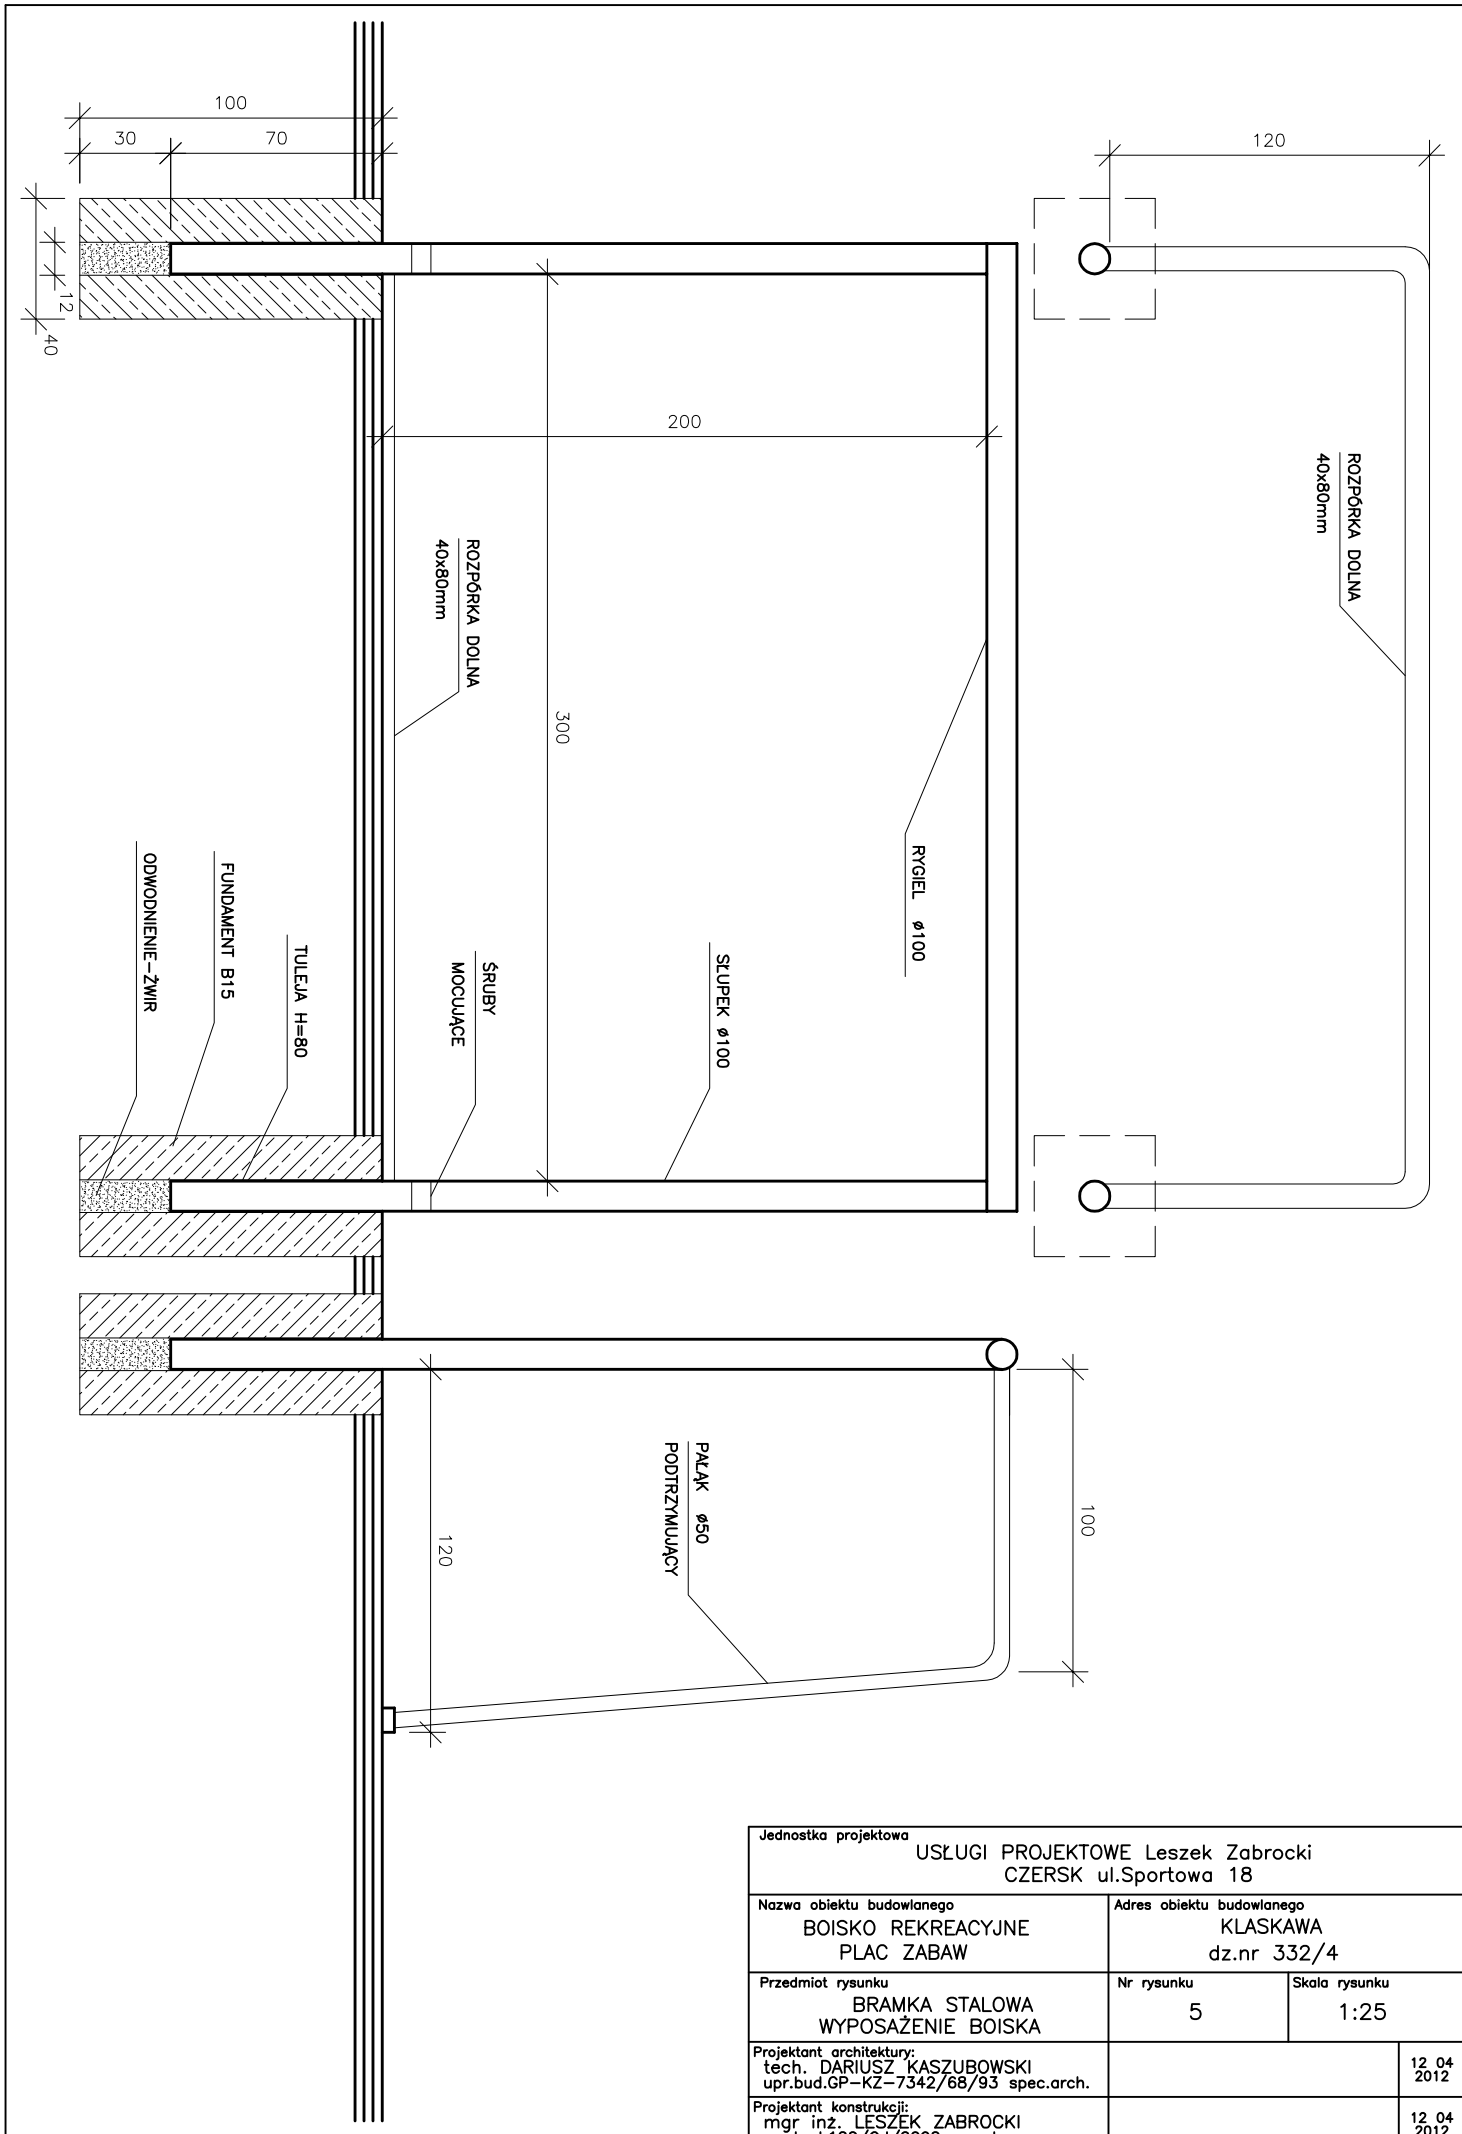 100
30
70
120
12
40
200
ROZPÓRKA DOLNA
40x80mm
ROZPÓRKA DOLNA
40x80mm
300
RYGIEL ø100
SŁUPEK ø100
ŚRUBY
MOCUJĄCE
TULEJA H=80
FUNDAMENT B15
ODWODNIENIE-ŻWIR
PAŁĄK ø50
PODTRZYMUJĄCY
100
120
Jednostka projektowa
USŁUGI PROJEKTOWE Leszek Zabrocki
CZERSK ul.Sportowa 18
Nazwa obiektu budowlanego
BOISKO REKREACYJNE
PLAC ZABAW
Adres obiektu budowlanego
KLASKAWA
dz.nr 332/4
Przedmiot rysunku
BRAMKA STALOWA
WYPOSAŻENIE BOISKA
Nr rysunku
5
Skala rysunku
1:25
Projektant architektury:
tech. DARIUSZ KASZUBOWSKI
upr.bud.GP-KZ-7342/68/93 spec.arch.
12 04
2012
Projektant konstrukcji:
mgr inż. LESZEK ZABROCKI
12 04
2012